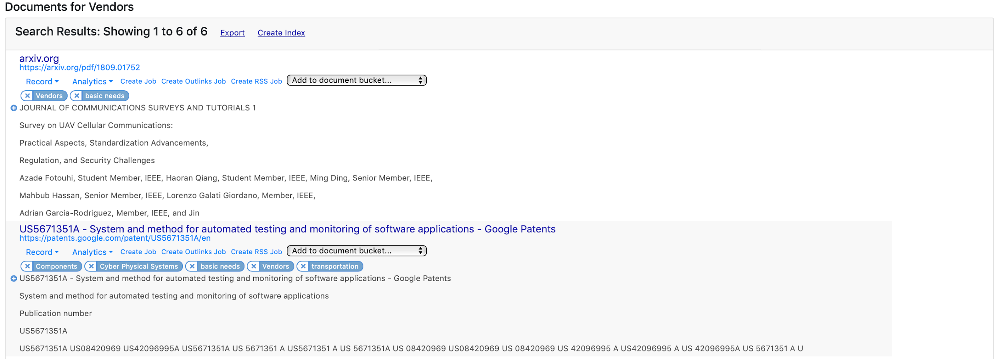 Documents for Vendors
Search Results: Showing 1 to 6 of 6 Export Create Index
arxiv.org
https://arxiv.org/pdf/1809.01752
Record Analytics Create Job Create Outlinks Job Create RSS Job Add to document bucket...
Vendors basic needs
JOURNAL OF COMMUNICATIONS SURVEYS AND TUTORIALS 1
Survey on UAV Cellular Communications:
Practical Aspects, Standardization Advancements,
Regulation, and Security Challenges
Azade Fotouhi, Student Member, IEEE, Haoran Qiang, Student Member, IEEE, Ming Ding, Senior Member, IEEE,
Mahbub Hassan, Senior Member, IEEE, Lorenzo Galati Giordano, Member, IEEE,
Adrian Garcia-Rodriguez, Member, IEEE, and Jin
US5671351A - System and method for automated testing and monitoring of software applications - Google Patents
https://patents.google.com/patent/US5671351A/en
Record Analytics Create Job Create Outlinks Job Create RSS Job Add to document bucket...
Components Cyber Physical Systems basic needs Vendors transportation
US5671351A - System and method for automated testing and monitoring of software applications - Google Patents
System and method for automated testing and monitoring of software applications
Publication number
US5671351A
US5671351A US08420969 US42096995A US5671351A US 5671351 A US5671351 A US 5671351A US 08420969 US08420969 US 08420969 US 42096995 A US42096995 A US 42096995A US 5671351 A U